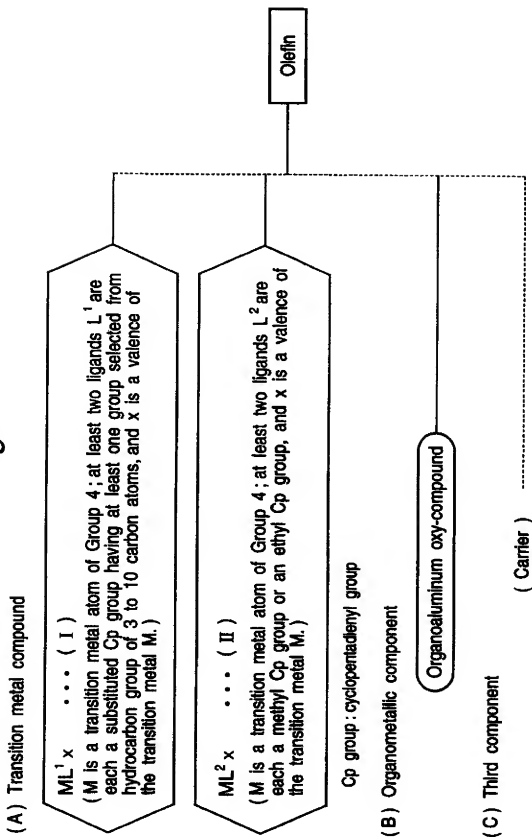 (A) Transition metal compound
ML¹x ··· (I)
(M is a transition metal atom of Group 4; at least two ligands L¹ are
each a substituted Cp group having at least one group selected from
hydrocarbon group of 3 to 10 carbon atoms, and x is a valence of
the transition metal M.)
ML²x ··· (II)
(M is a transition metal atom of Group 4; at least two ligands L² are
each a methyl Cp group or an ethyl Cp group, and x is a valence of
the transition metal M.)
Cp group : cyclopentadienyl group
(B) Organometallic component
Organoaluminum oxy-compound
(C) Third component
(Carrier)
Olefin